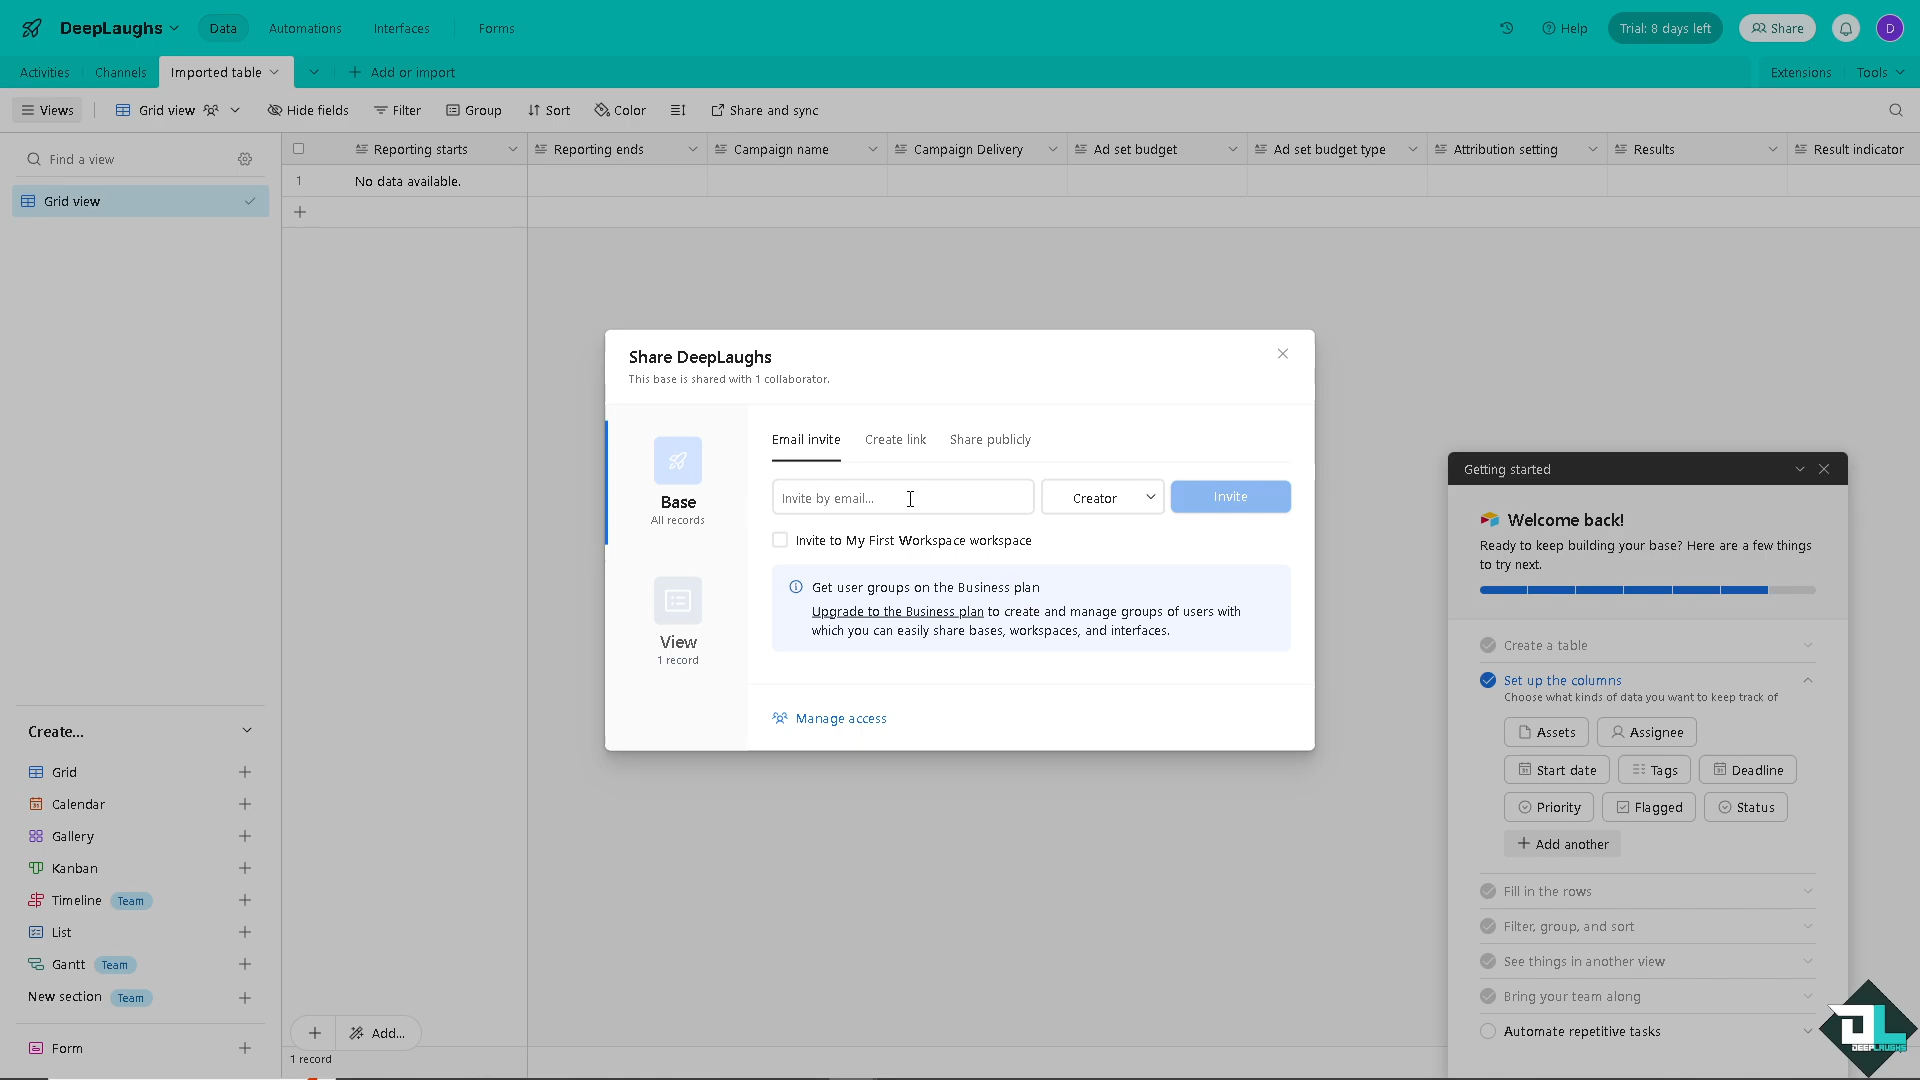 DeepLaughs
Data
Automations
Interfaces
Forms
Help
Trial: 8 days left
Share
D
Activities
Channels
Imported table
Add or import
Extensions
Tools
Views
Grid view
Hide fields
Filter
Group
Sort
Color
Share and sync
Find a view
Grid view
Reporting starts
Reporting ends
Campaign name
Campaign Delivery
Ad set budget
Ad set budget type
Attribution setting
Results
Result indicator
1
No data available.
Share DeepLaughs
This base is shared with 1 collaborator.
Base
All records
View
1 record
Email invite
Create link
Share publicly
Invite by email...
Creator
Invite
Invite to My First Workspace workspace
Get user groups on the Business plan
Upgrade to the Business plan to create and manage groups of users with
which you can easily share bases, workspaces, and interfaces.
Manage access
Getting started
Welcome back!
Ready to keep building your base? Here are a few things
to try next.
Create a table
Set up the columns
Choose what kinds of data you want to keep track of
Assets
Assignee
Start date
Tags
Deadline
Priority
Flagged
Status
Add another
Fill in the rows
Filter, group, and sort
See things in another view
Bring your team along
Automate repetitive tasks
Create...
Grid
Calendar
Gallery
Kanban
Timeline Team
List
Gantt Team
New section Team
Form
Add...
1 record
DL
DEEPLAUGHS